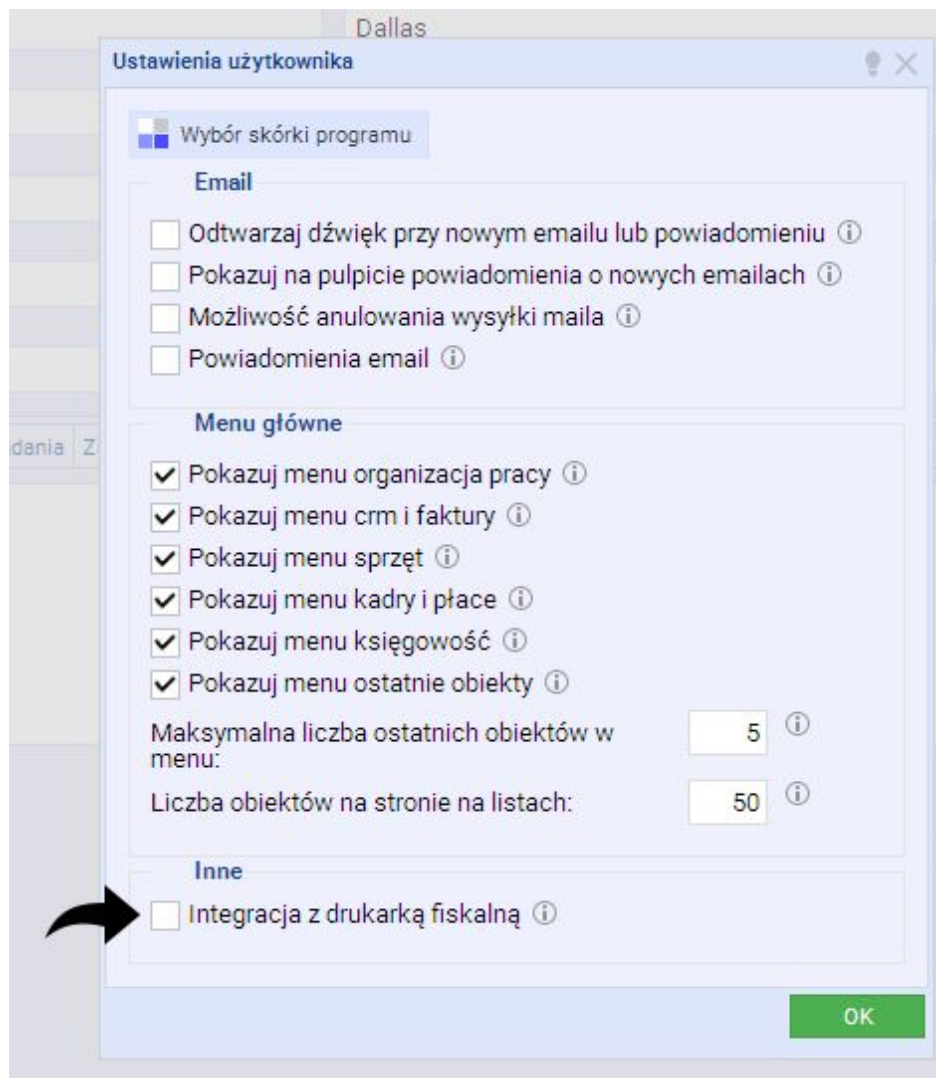 Dallas
Ustawienia użytkownika
Wybór skórki programu
Email
Odtwarzaj dźwięk przy nowym emailu lub powiadomieniu
Pokazuj na pulpicie powiadomienia o nowych emailach
Możliwość anulowania wysyłki maila
Powiadomienia email
Menu główne
dania Z
Pokazuj menu organizacja pracy
Pokazuj menu crm i faktury
Pokazuj menu sprzęt
Pokazuj menu kadry i płace
Pokazuj menu księgowość
Pokazuj menu ostatnie obiekty
Maksymalna liczba ostatnich obiektów w
menu:
5
Liczba obiektów na stronie na listach:
50
Inne
Integracja z drukarką fiskalną
OK